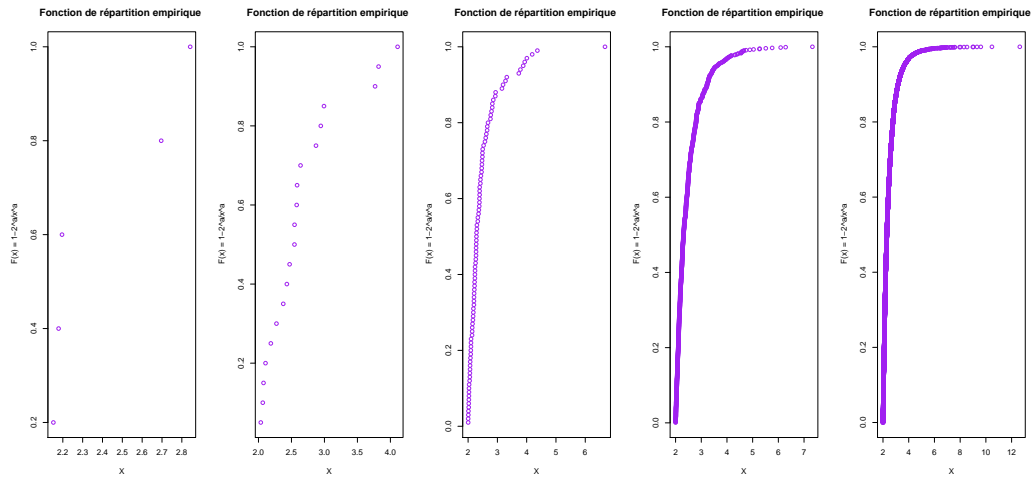 Fonction de répartition empirique
F(x) = 1−2^a/x^a
1.0
0.8
0.6
0.4
0.2
2.2 2.3 2.4 2.5 2.6 2.7 2.8
X
Fonction de répartition empirique
F(x) = 1−2^a/x^a
1.0
0.8
0.6
0.4
0.2
2.0 2.5 3.0 3.5 4.0
X
Fonction de répartition empirique
F(x) = 1−2^a/x^a
1.0
0.8
0.6
0.4
0.2
0.0
2 3 4 5 6
X
Fonction de répartition empirique
F(x) = 1−2^a/x^a
1.0
0.8
0.6
0.4
0.2
0.0
2 3 4 5 6 7
X
Fonction de répartition empirique
F(x) = 1−2^a/x^a
1.0
0.8
0.6
0.4
0.2
0.0
2 4 6 8 10 12
X